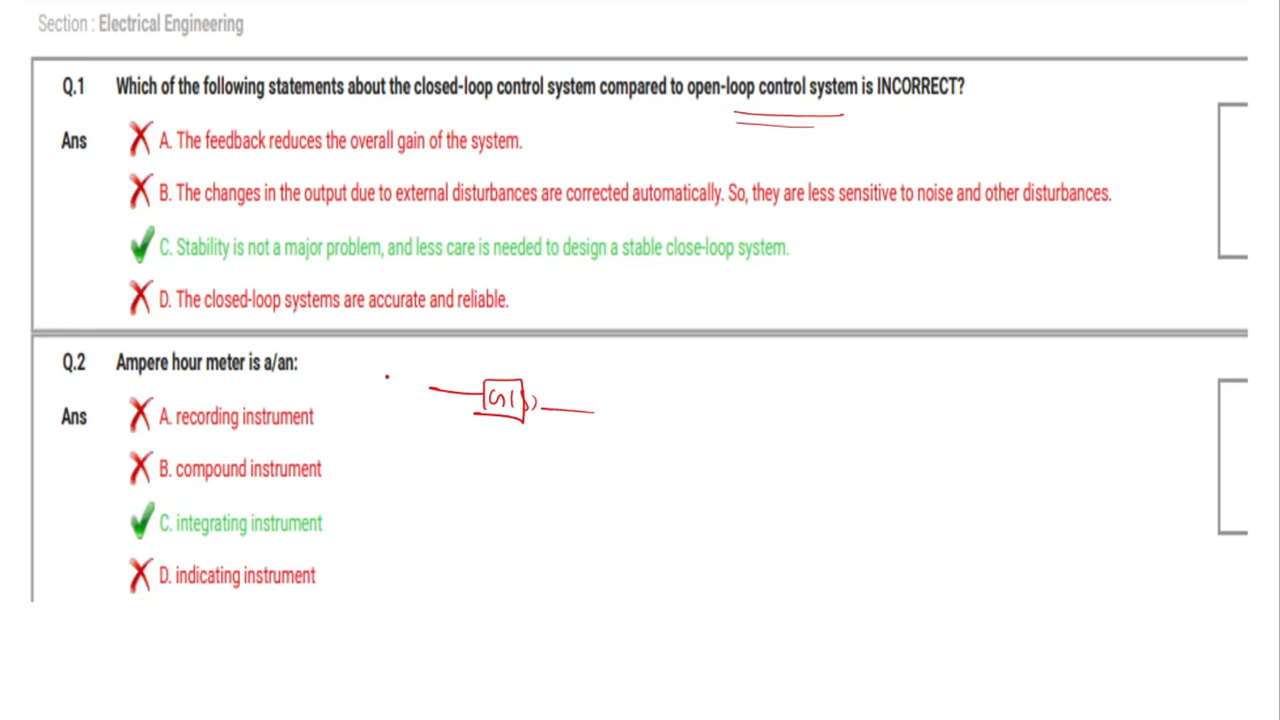 Section : Electrical Engineering
Q.1 Which of the following statements about the closed-loop control system compared to open-loop control system is INCORRECT?
Ans A. The feedback reduces the overall gain of the system.
B. The changes in the output due to external disturbances are corrected automatically. So, they are less sensitive to noise and other disturbances.
C. Stability is not a major problem, and less care is needed to design a stable close-loop system.
D. The closed-loop systems are accurate and reliable.
Q.2 Ampere hour meter is a/an:
G(s)
Ans A. recording instrument
B. compound instrument
C. integrating instrument
D. indicating instrument